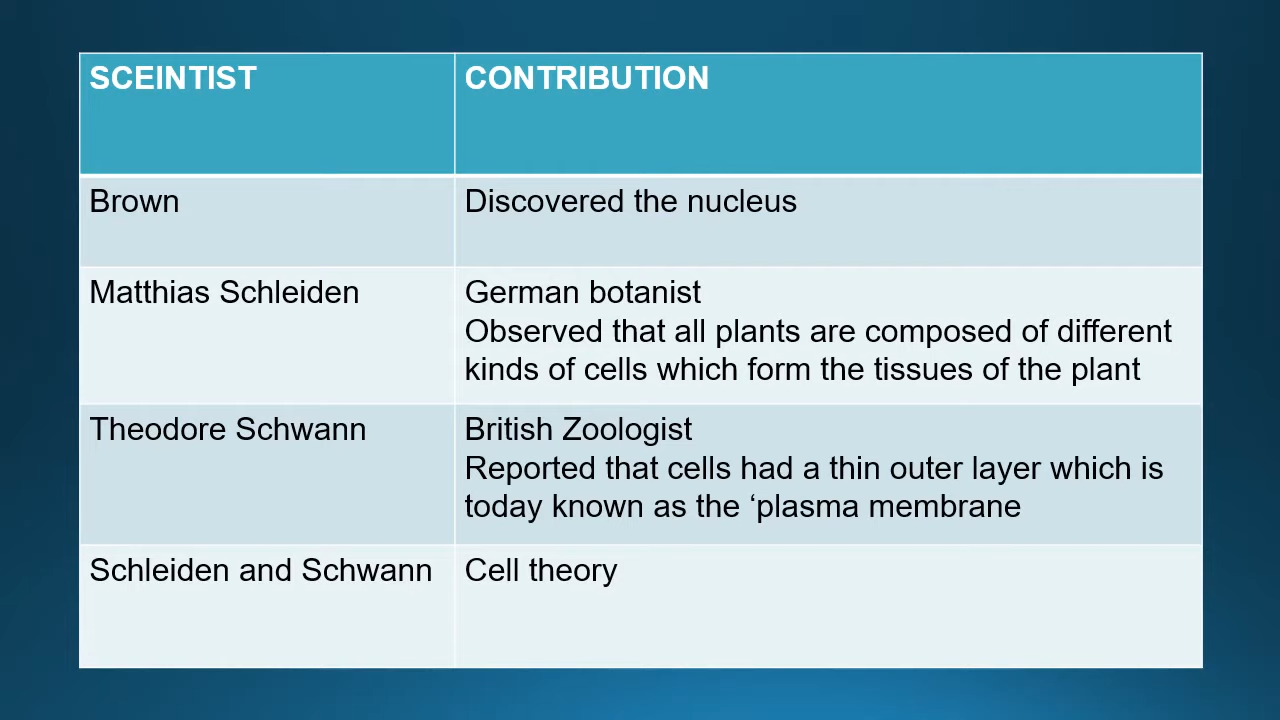 SCEINTIST
CONTRIBUTION
Brown
Discovered the nucleus
Matthias Schleiden
German botanist
Observed that all plants are composed of different
kinds of cells which form the tissues of the plant
Theodore Schwann
British Zoologist
Reported that cells had a thin outer layer which is
today known as the ‘plasma membrane
Schleiden and Schwann
Cell theory